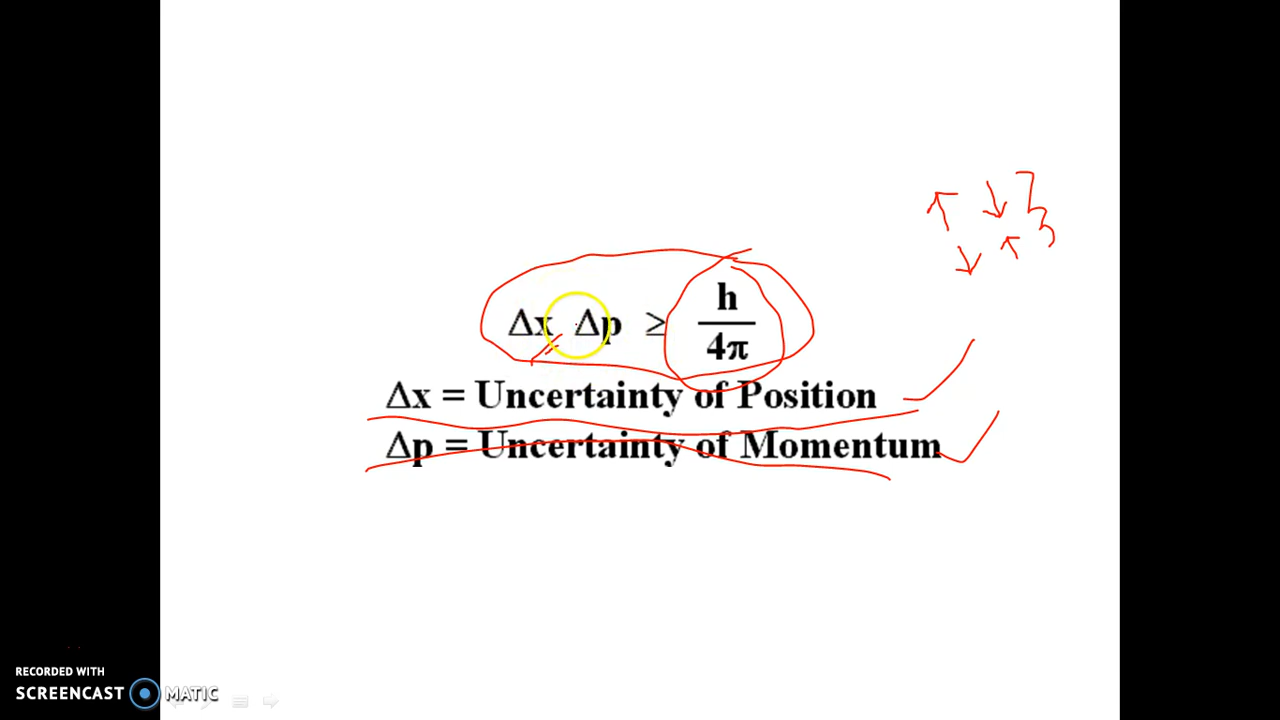 Δx Δp ≥ h/4π
Δx = Uncertainty of Position
Δp = Uncertainty of Momentum
RECORDED WITH
SCREENCAST MATIC